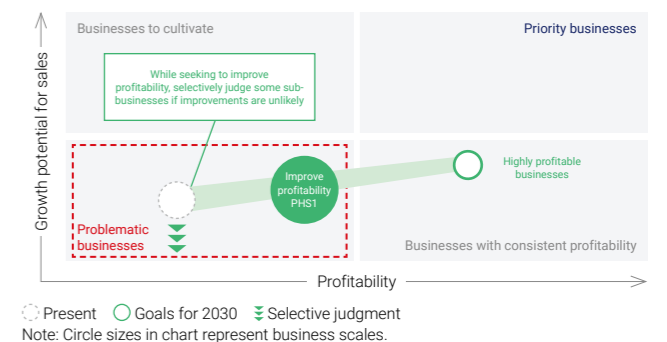 Growth potential for sales
Businesses to cultivate
Priority businesses
While seeking to improve
profitability, selectively judge some sub-
businesses if improvements are unlikely
Improve
profitability
PHS1
Highly profitable
businesses
Problematic
businesses
Businesses with consistent profitability
Profitability
Present
Goals for 2030
Selective judgment
Note: Circle sizes in chart represent business scales.